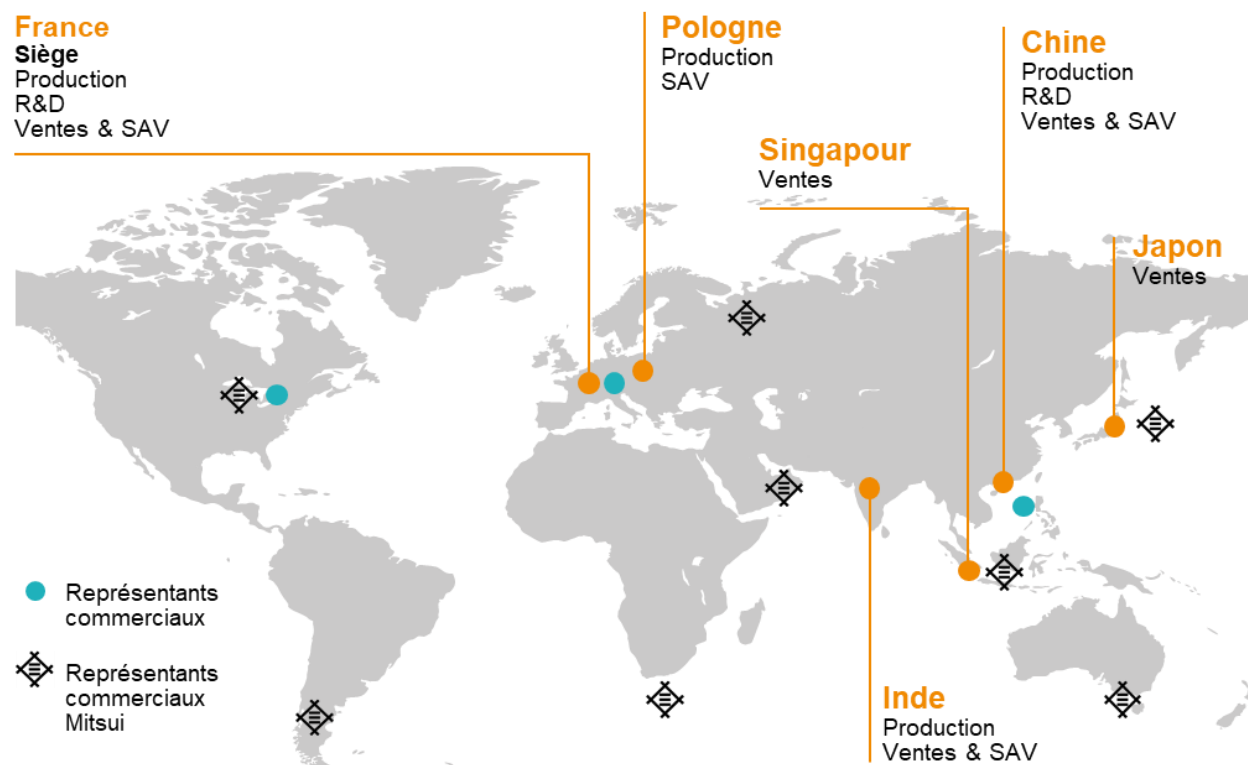 France
Siège
Production
R&D
Ventes & SAV
Pologne
Production
SAV
Chine
Production
R&D
Ventes & SAV
Singapour
Ventes
Japon
Ventes
Représentants
commerciaux
Représentants
commerciaux
Mitsui
Inde
Production
Ventes & SAV